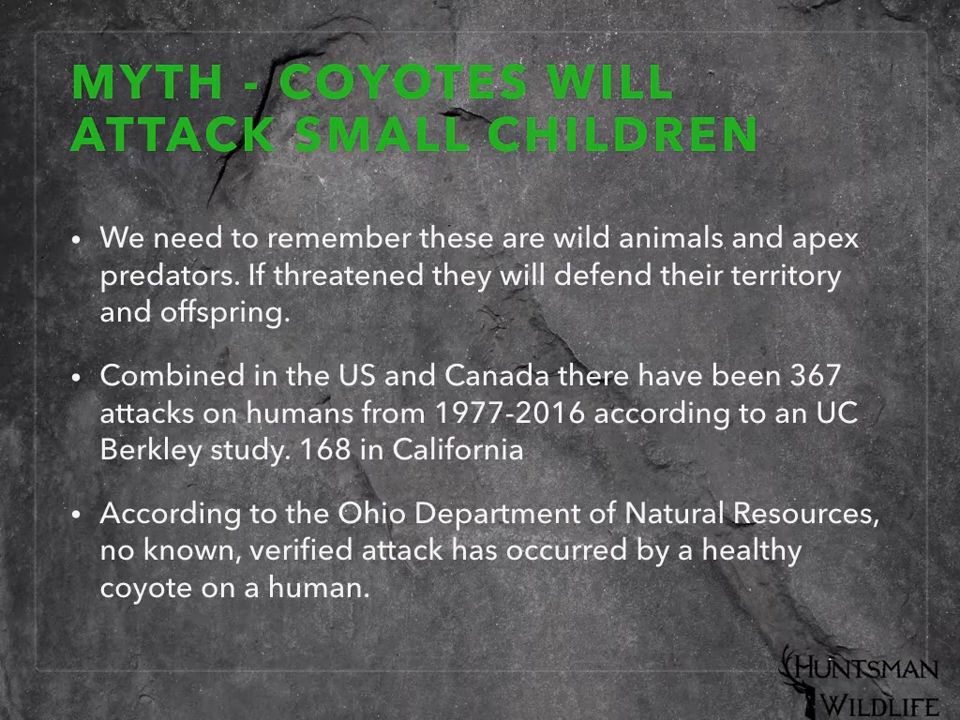 MYTH - COYOTES WILL
ATTACK SMALL CHILDREN
• We need to remember these are wild animals and apex
predators. If threatened they will defend their territory
and offspring.
• Combined in the US and Canada there have been 367
attacks on humans from 1977-2016 according to an UC
Berkley study. 168 in California
• According to the Ohio Department of Natural Resources,
no known, verified attack has occurred by a healthy
coyote on a human.
HUNTSMAN
WILDLIFE